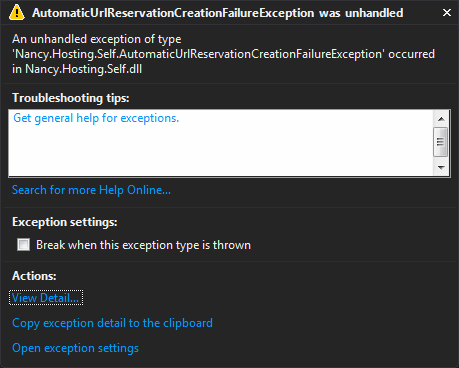 AutomaticUrlReservationCreationFailureException was unhandled
An unhandled exception of type
'Nancy.Hosting.Self.AutomaticUrlReservationCreationFailureException' occurred
in Nancy.Hosting.Self.dll
Troubleshooting tips:
Get general help for exceptions.
Search for more Help Online...
Exception settings:
Break when this exception type is thrown
Actions:
View Detail...
Copy exception detail to the clipboard
Open exception settings